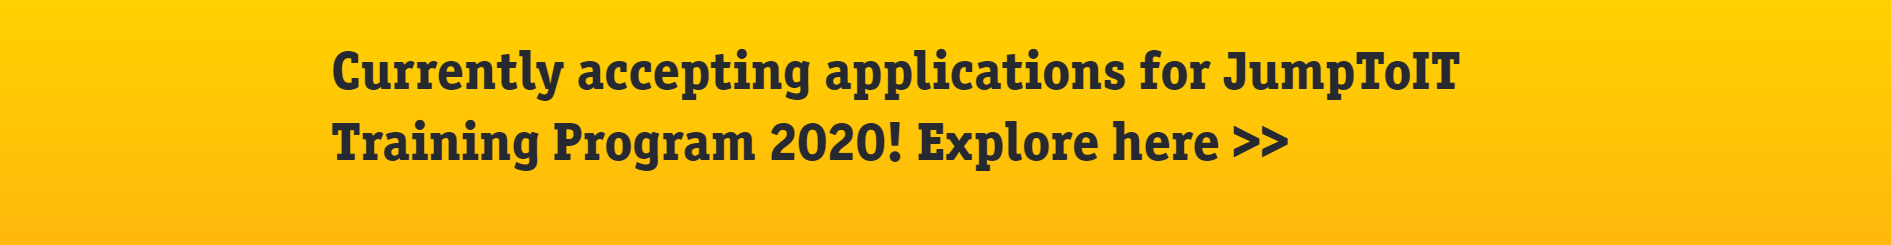 Currently accepting applications for JumpToIT
Training Program 2020! Explore here >>